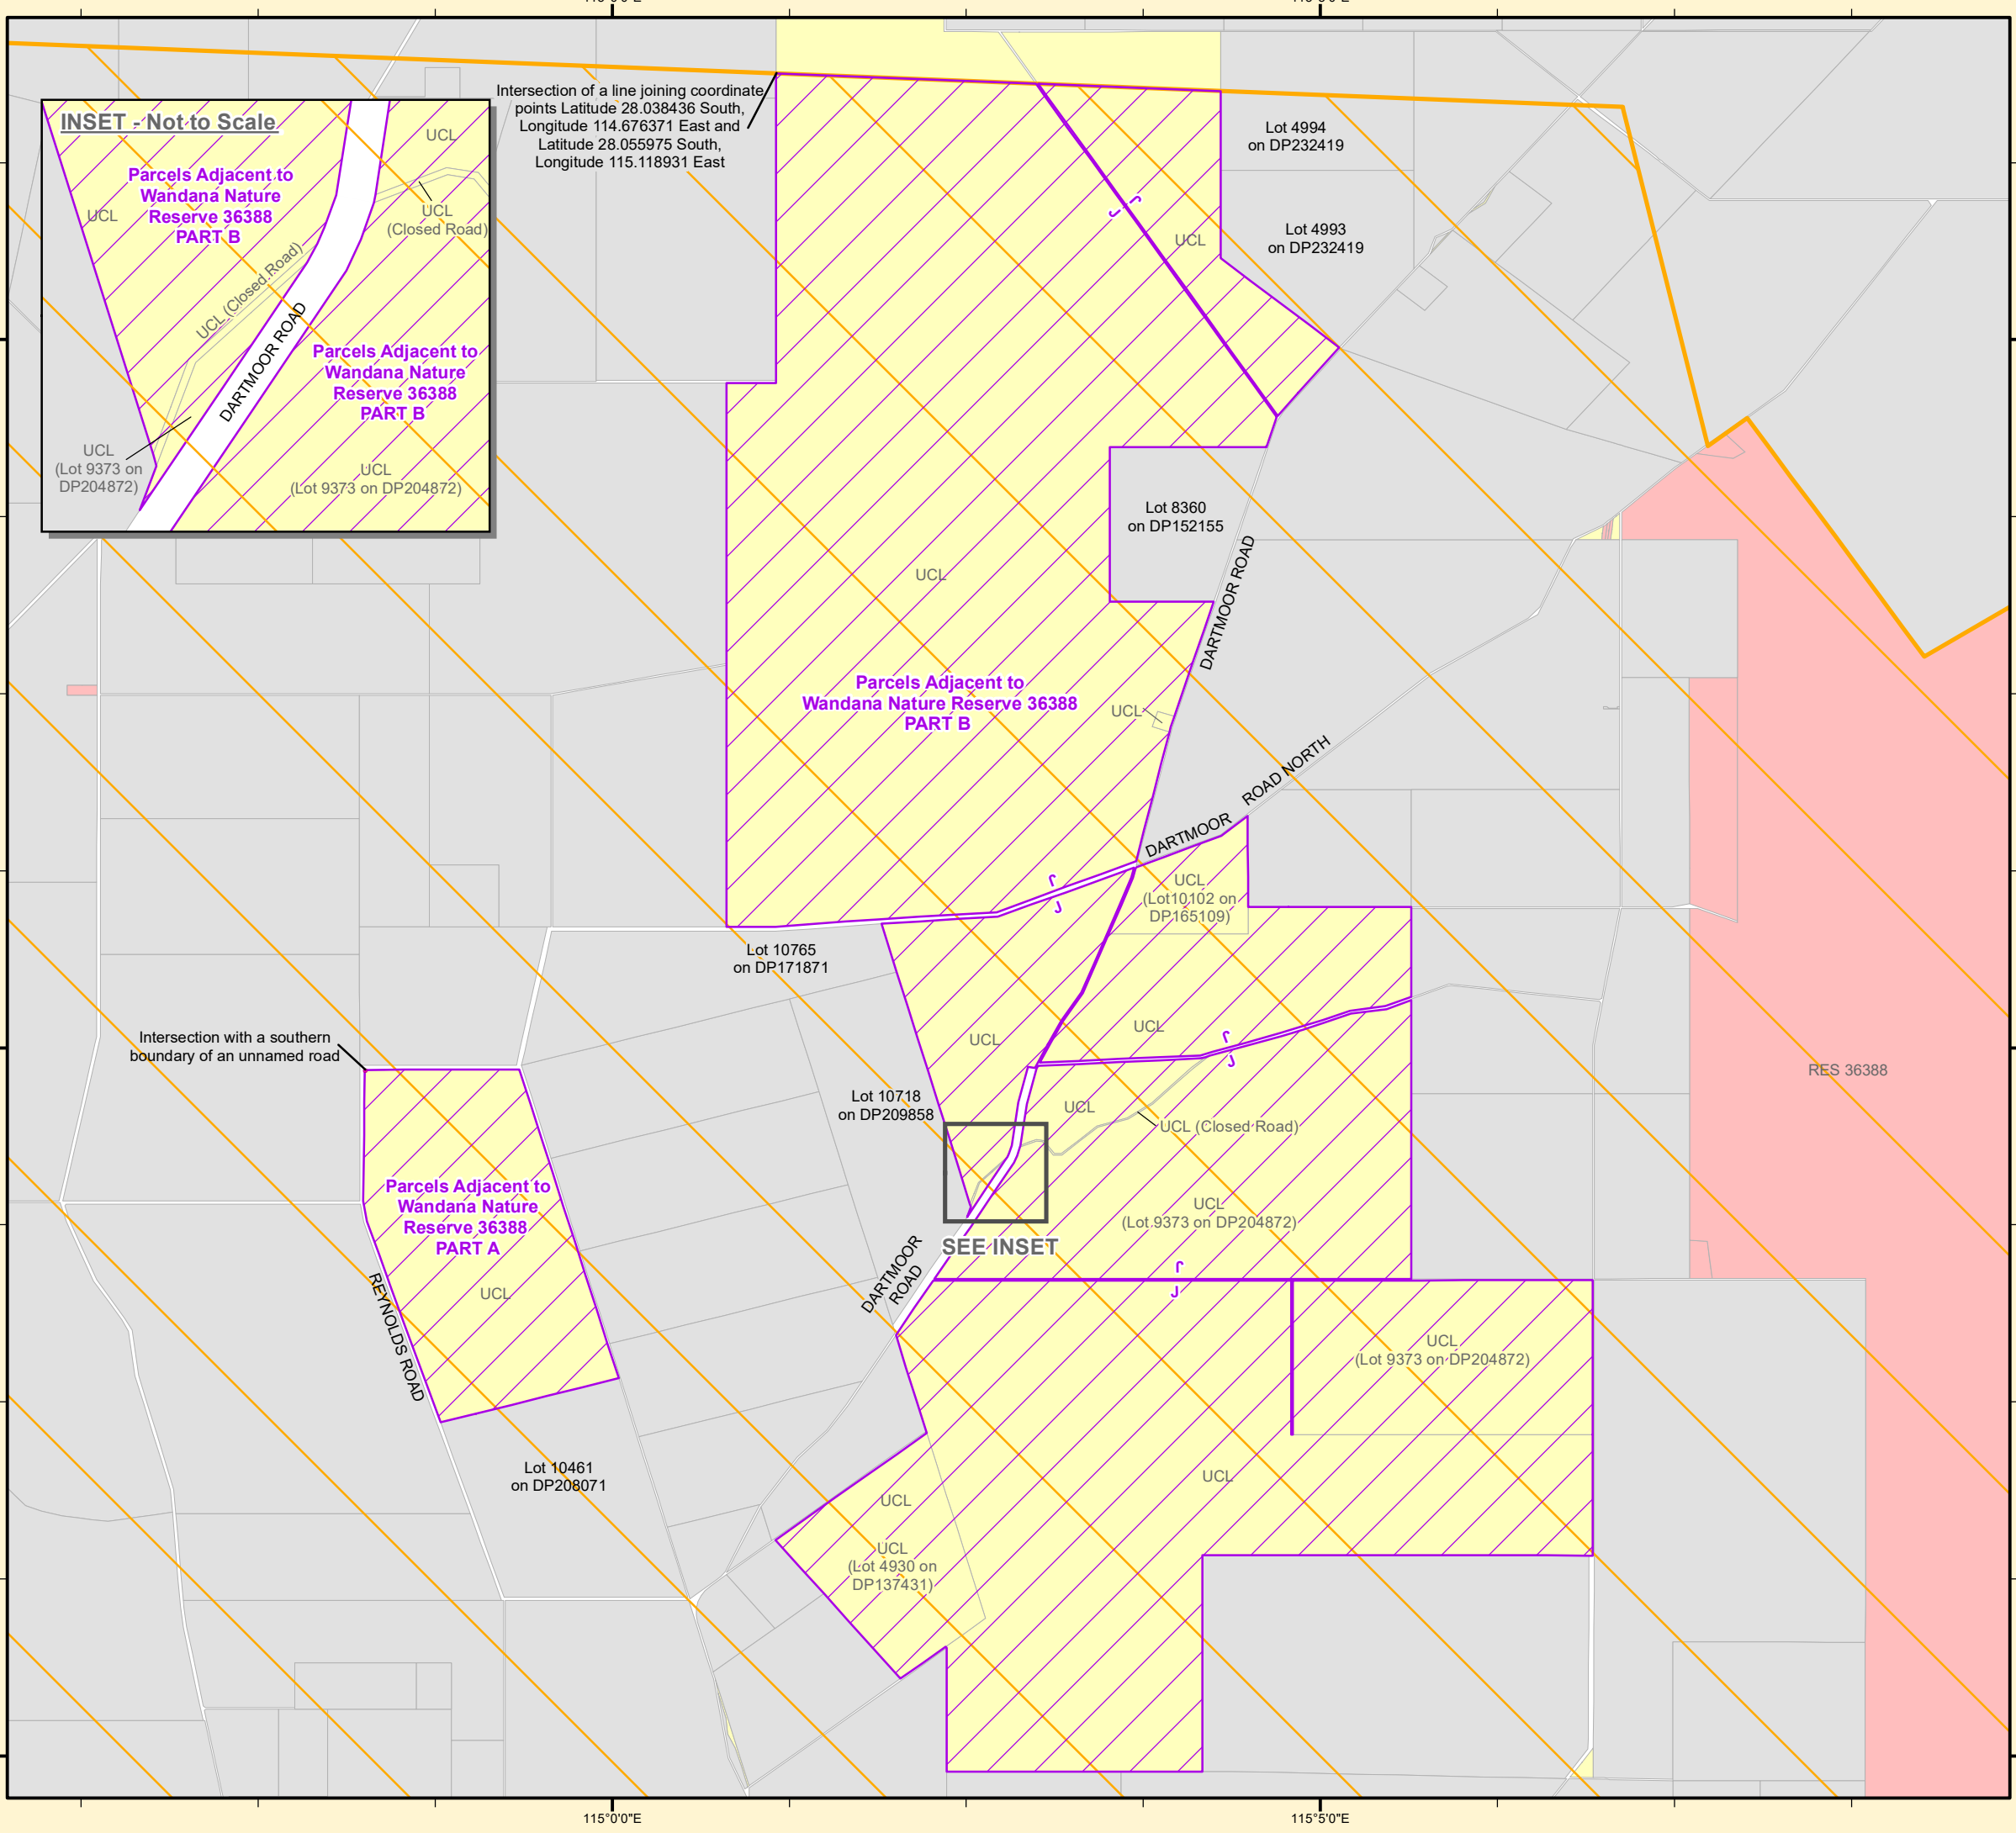 Intersection of a line joining coordinate
points Latitude 28.038436 South,
Longitude 114.676371 East and
Latitude 28.055975 South,
Longitude 115.118931 East
INSET - Not to Scale
UCL
Parcels Adjacent to
Wandana Nature
Reserve 36388
PART B
UCL
UCL
(Closed Road)
UCL (Closed Road)
DARTMOOR ROAD
Parcels Adjacent to
Wandana Nature
Reserve 36388
PART B
UCL
(Lot 9373 on
DP204872)
UCL
(Lot 9373 on DP204872)
Lot 4994
on DP232419
UCL
Lot 4993
on DP232419
Lot 8360
on DP152155
UCL
DARTMOOR ROAD
Parcels Adjacent to
Wandana Nature Reserve 36388
PART B
UCL
DARTMOOR ROAD NORTH
UCL
(Lot10102 on
DP165109)
Lot 10765
on DP171871
Intersection with a southern
boundary of an unnamed road
UCL
UCL
RES 36388
Lot 10718
on DP209858
UCL
UCL (Closed Road)
Parcels Adjacent to
Wandana Nature
Reserve 36388
PART A
UCL
(Lot 9373 on DP204872)
SEE INSET
DARTMOOR
ROAD
UCL
REYNOLDS ROAD
UCL
(Lot 9373 on DP204872)
Lot 10461
on DP208071
UCL
UCL
UCL
(Lot 4930 on
DP137431)
115°0'0"E
115°5'0"E